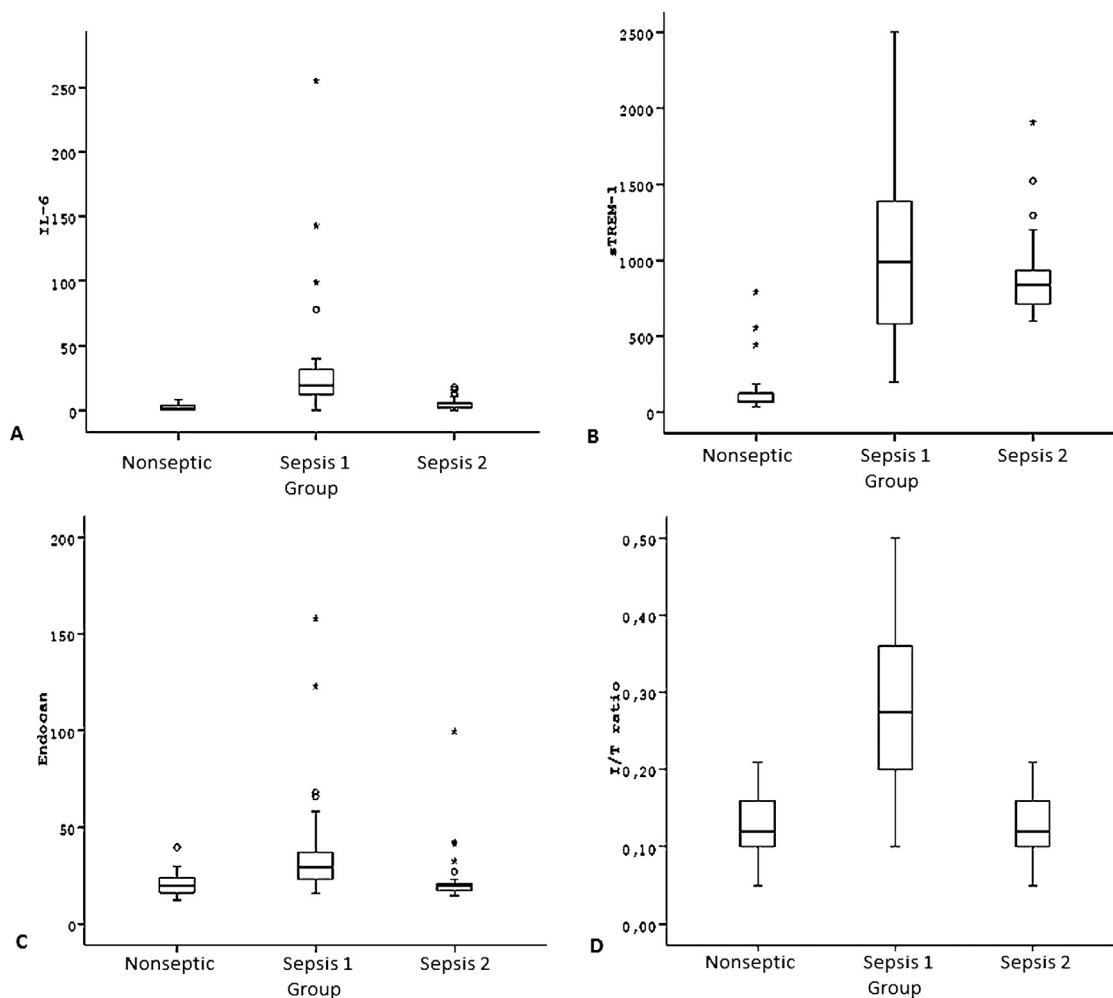 A
IL-6
250
200
150
100
50
0
Nonseptic Sepsis 1 Sepsis 2
Group
B
sTREM-1
2500
2000
1500
1000
500
0
Nonseptic Sepsis 1 Sepsis 2
Group
C
Endocan
200
150
100
50
0
Nonseptic Sepsis 1 Sepsis 2
Group
D
I/T ratio
0,50
0,40
0,30
0,20
0,10
0,00
Nonseptic Sepsis 1 Sepsis 2
Group